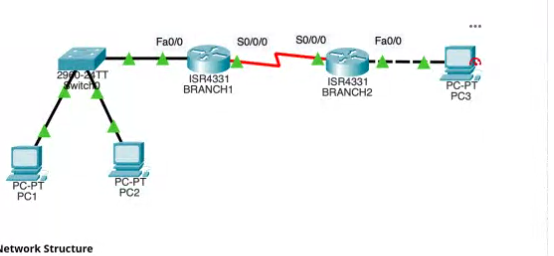 ...
Fa0/0
S0/0/0
S0/0/0
Fa0/0
2960-24TT
Switch0
ISR4331
BRANCH1
ISR4331
BRANCH2
PC-PT
PC3
PC-PT
PC1
PC-PT
PC2
Network Structure